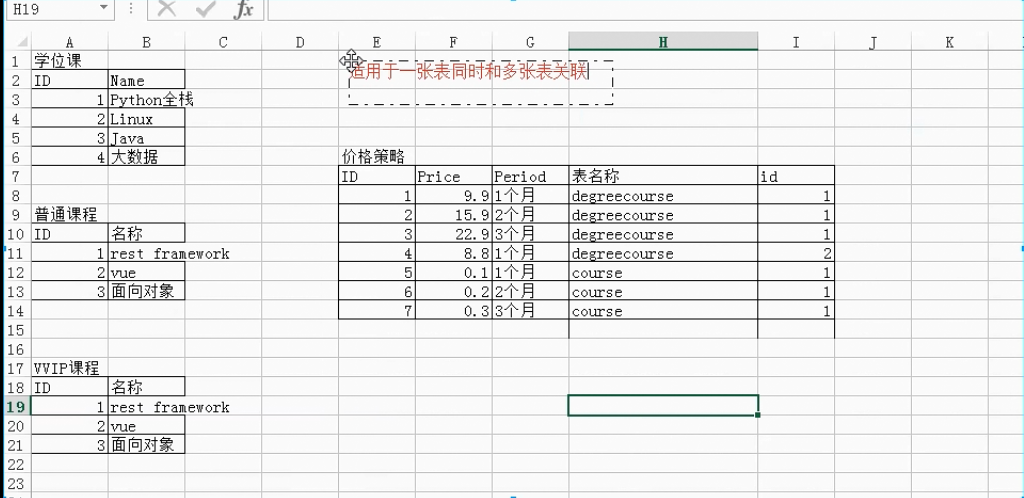 H19 fx
A B C D E F G H I J K
1 学位课 适用于一张表同时和多张表关联
2 ID Name
3 1 Python全栈
4 2 Linux
5 3 Java
6 4 大数据 价格策略
7 ID Price Period 表名称 id
8 1 9.9 1个月 degreecourse 1
9 普通课程 2 15.9 2个月 degreecourse 1
10 ID 名称 3 22.9 3个月 degreecourse 1
11 1 rest framework 4 8.8 1个月 degreecourse 2
12 2 vue 5 0.1 1个月 course 1
13 3 面向对象 6 0.2 2个月 course 1
14 7 0.3 3个月 course 1
15
16
17 VVIP课程
18 ID 名称
19 1 rest framework
20 2 vue
21 3 面向对象
22
23